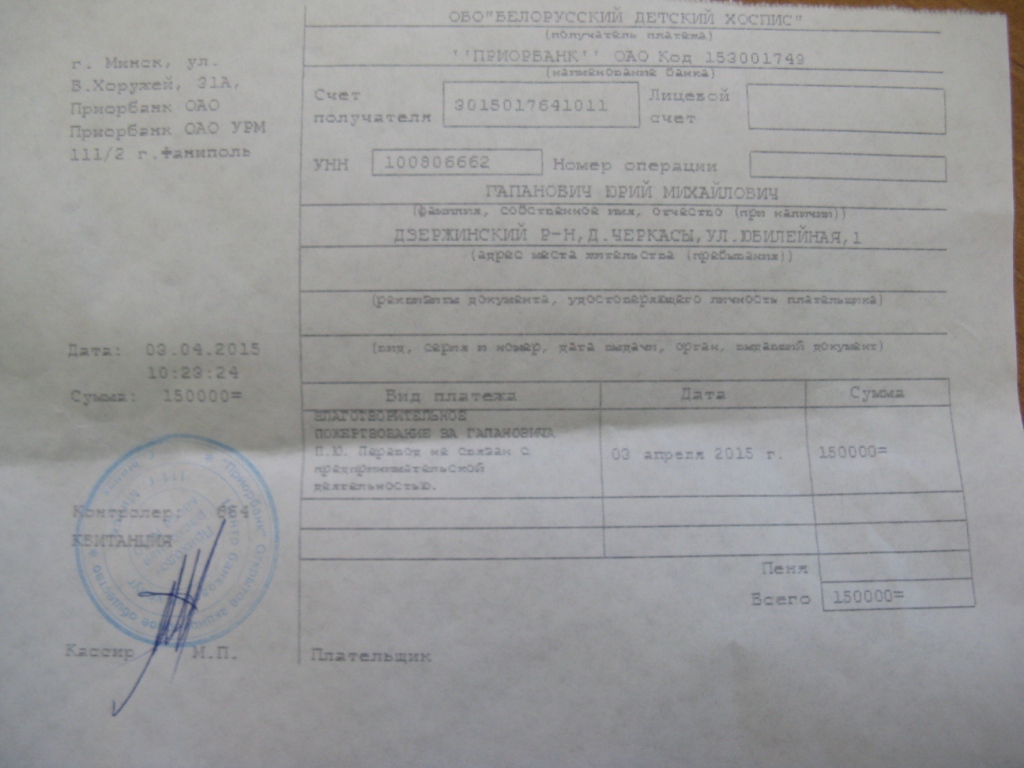 ОБО"БЕЛОРУССКИЙ ДЕТСКИЙ ХОСПИС"
(получатель платежа)
''ПРИОРБАНК'' ОАО Код 153001749
(наименование банка)
г. Минск, ул.
В.Хоружей, 31А,
Приорбанк ОАО
Приорбанк ОАО УРМ
111/2 г.Фаниполь
Счет получателя
3015017641011
Лицевой счет
УНН 100806662 Номер операции
ГАПАНОВИЧ ЮРИЙ МИХАЙЛОВИЧ
(фамилия, собственное имя, отчество (при наличии))
ДЗЕРЖИНСКИЙ Р-Н,Д.ЧЕРКАСЫ,УЛ.ЮБИЛЕЙНАЯ,1
(адрес места жительства (пребывания))
(реквизиты документа, удостоверяющего личность плательщика)
(вид, серия и номер, дата выдачи, орган, выдавший документ)
Дата: 03.04.2015
10:23:24
Сумма: 150000=
Вид платежа Дата Сумма
БЛАГОТВОРИТЕЛЬНОЕ
ПОЖЕРТВОВАНИЕ ЗА ГАПАНОВИЧА
П.Ю. Перевод не связан с
предпринимательской
деятельностью.
03 апреля 2015 г.
150000=
Контролер: 664
КВИТАНЦИЯ
Пеня
Всего 150000=
Кассир М.П.
Плательщик